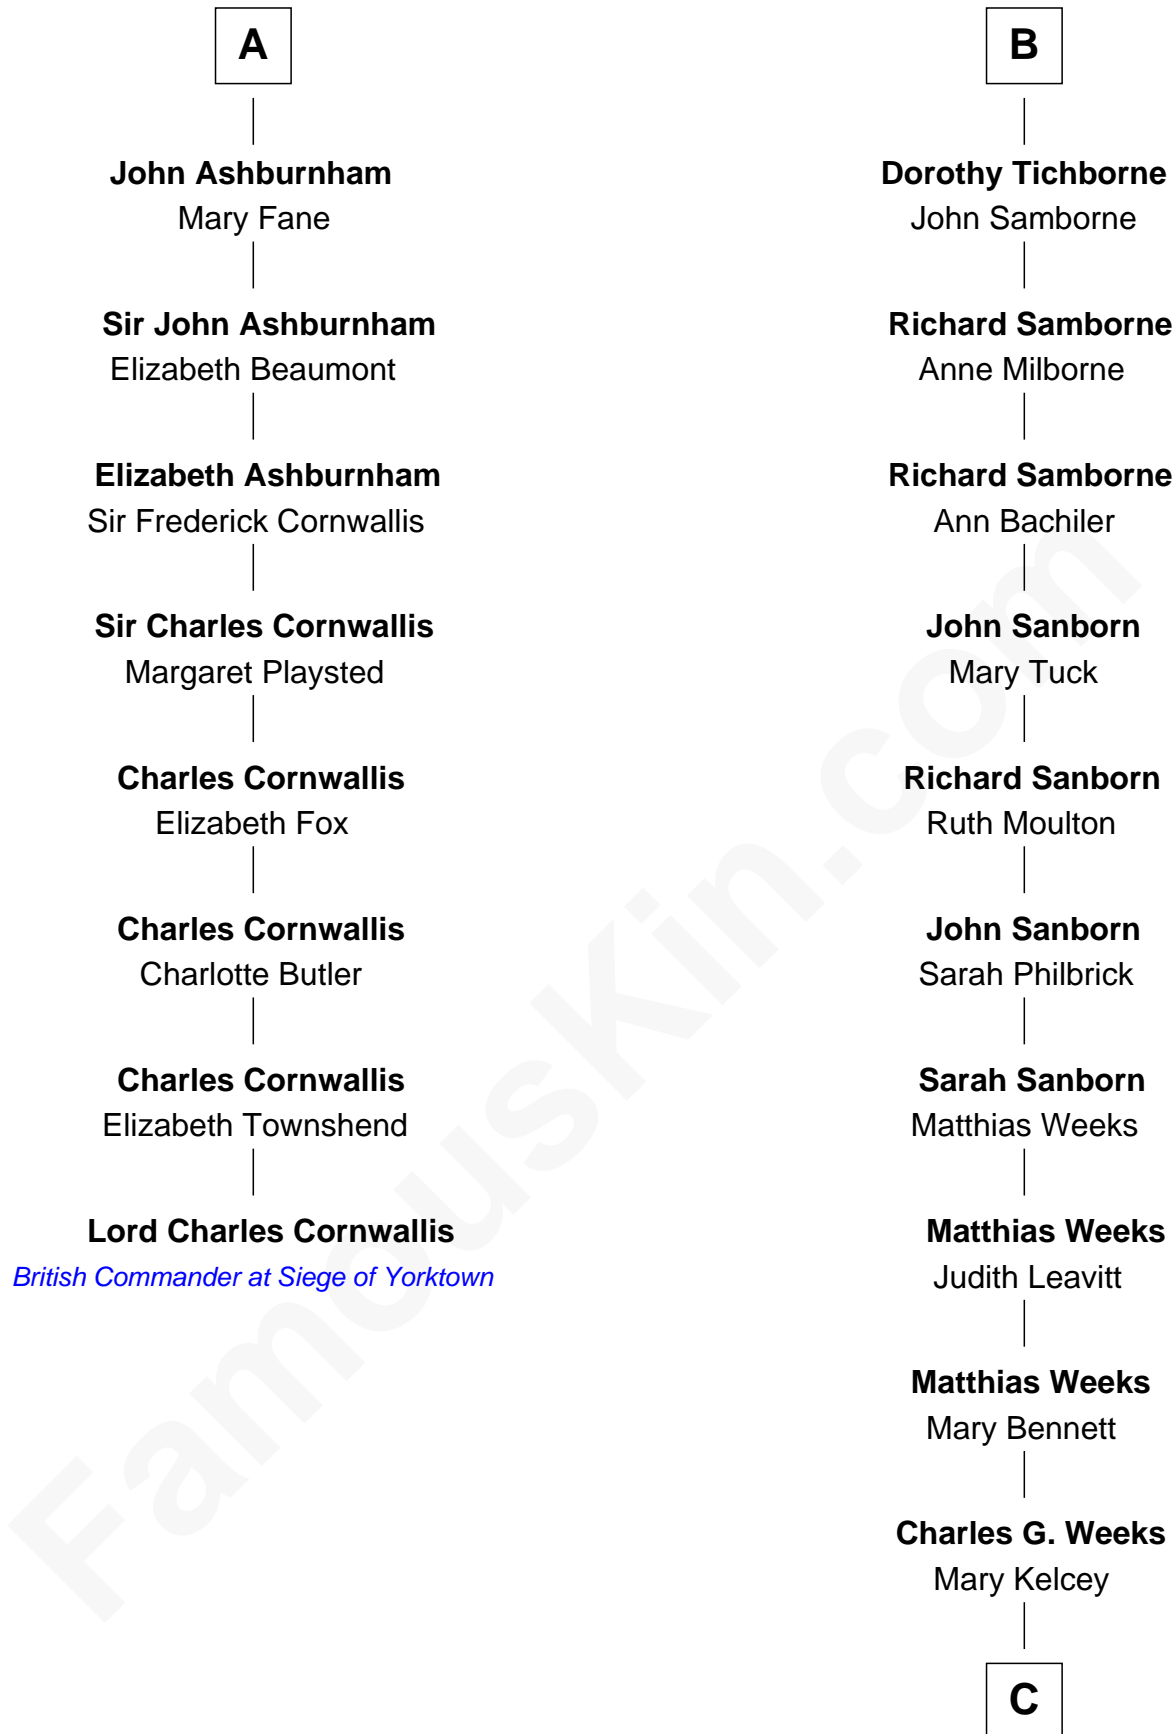 A
John Ashburnham
Mary Fane
Sir John Ashburnham
Elizabeth Beaumont
Elizabeth Ashburnham
Sir Frederick Cornwallis
Sir Charles Cornwallis
Margaret Playsted
Charles Cornwallis
Elizabeth Fox
Charles Cornwallis
Charlotte Butler
Charles Cornwallis
Elizabeth Townshend
Lord Charles Cornwallis
British Commander at Siege of Yorktown
B
Dorothy Tichborne
John Samborne
Richard Samborne
Anne Milborne
Richard Samborne
Ann Bachiler
John Sanborn
Mary Tuck
Richard Sanborn
Ruth Moulton
John Sanborn
Sarah Philbrick
Sarah Sanborn
Matthias Weeks
Matthias Weeks
Judith Leavitt
Matthias Weeks
Mary Bennett
Charles G. Weeks
Mary Kelcey
C
FamousKin.com